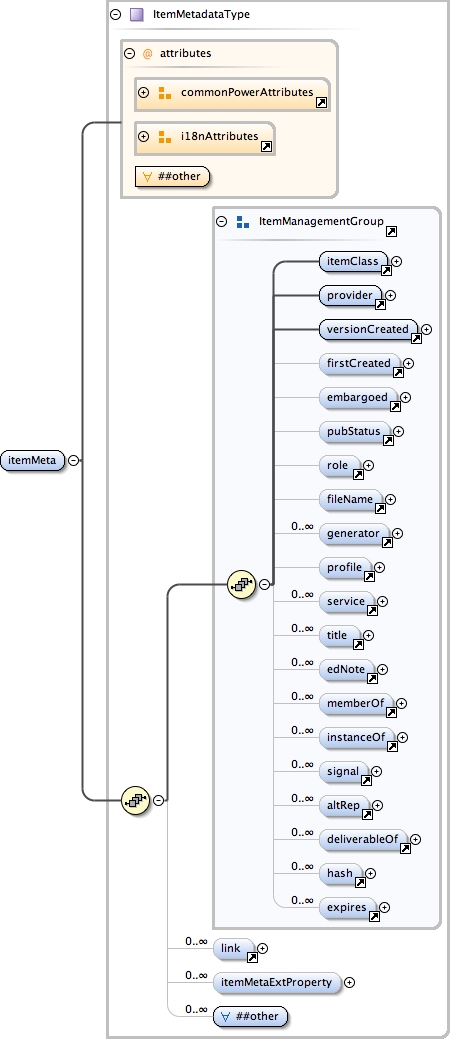 ItemMetadataType
@ attributes
commonPowerAttributes
i18nAttributes
∀ ##other
ItemManagementGroup
itemClass
provider
versionCreated
firstCreated
embargoed
pubStatus
itemMeta
role
fileName
0..∞ generator
profile
0..∞ service
0..∞ title
0..∞ edNote
0..∞ memberOf
0..∞ instanceOf
0..∞ signal
0..∞ altRep
0..∞ deliverableOf
0..∞ hash
0..∞ expires
0..∞ link
0..∞ itemMetaExtProperty
0..∞ ∀ ##other